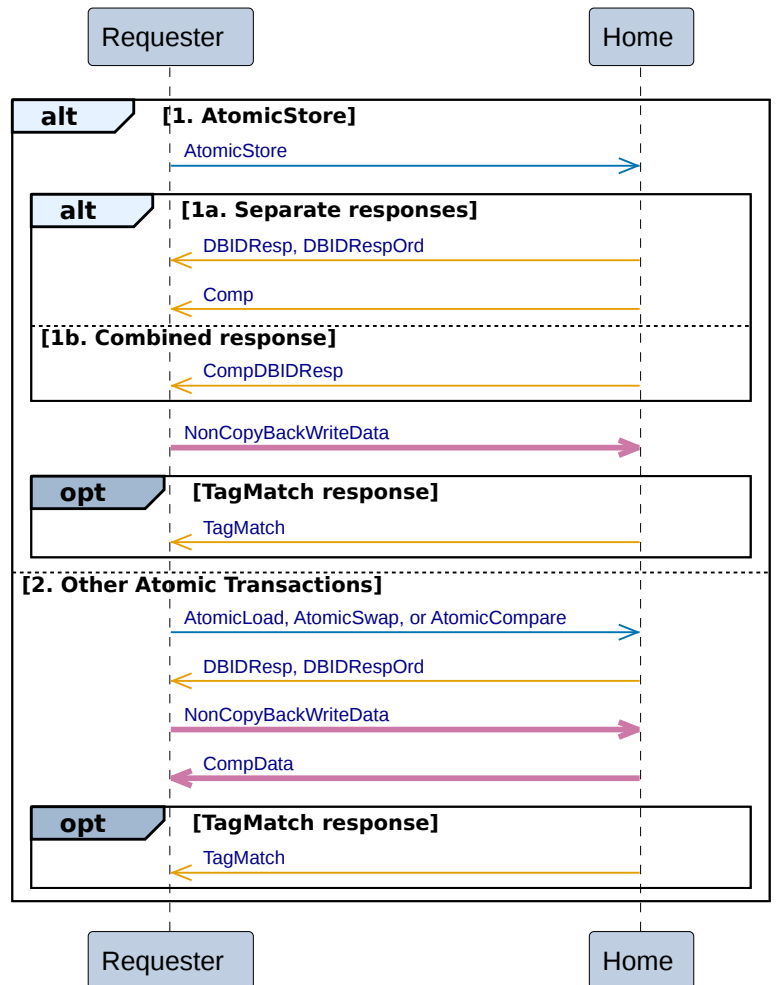 Requester
Home
alt
[1. AtomicStore]
AtomicStore
alt
[1a. Separate responses]
DBIDResp, DBIDRespOrd
Comp
[1b. Combined response]
CompDBIDResp
NonCopyBackWriteData
opt
[TagMatch response]
TagMatch
[2. Other Atomic Transactions]
AtomicLoad, AtomicSwap, or AtomicCompare
DBIDResp, DBIDRespOrd
NonCopyBackWriteData
CompData
opt
[TagMatch response]
TagMatch
Requester
Home